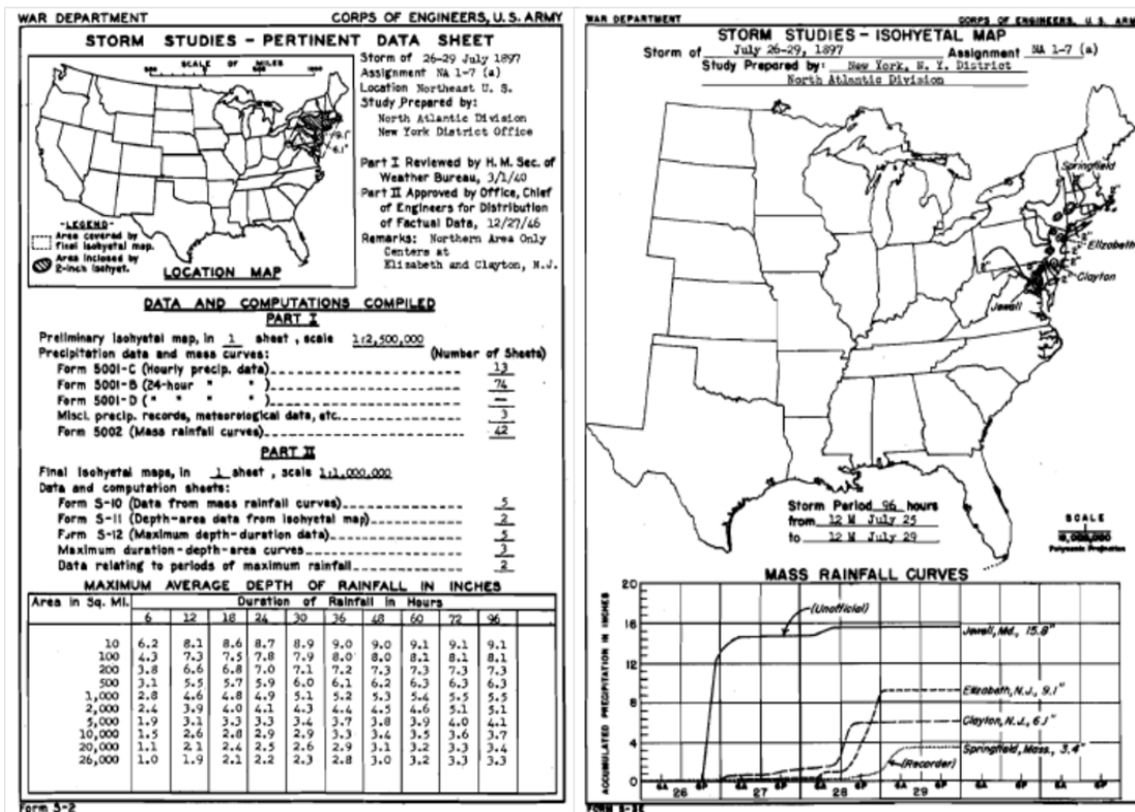 WAR DEPARTMENT CORPS OF ENGINEERS, U.S. ARMY
STORM STUDIES - PERTINENT DATA SHEET
SCALE OF MILES
Storm of 26-29 July 1897
Assignment NA 1-7 (a)
Location Northeast U. S.
Study Prepared by:
North Atlantic Division
New York District Office
Part I Reviewed by H. M. Sec. of
Weather Bureau, 3/1/40
Part II Approved by Office, Chief
of Engineers for Distribution
of Factual Data, 12/27/46
Remarks: Northern Area Only
Centers at
Elizabeth and Clayton, N.J.
9.1"
6.1"
-LEGEND-
Area covered by
final isohyetal map.
Area inclosed by
2-inch isohyet.
LOCATION MAP
DATA AND COMPUTATIONS COMPILED
PART I
Preliminary isohyetal map, in 1 sheet, scale 1:2,500,000
Precipitation data and mass curves: (Number of Sheets)
Form 5001-C (Hourly precip. data) 13
Form 5001-B (24-hour " ") 74
Form 5001-D (" " " ") -
Miscl. precip. records, meteorological data, etc. 3
Form 5002 (Mass rainfall curves) 42
PART II
Final isohyetal maps, in 1 sheet, scale 1:1,000,000
Data and computation sheets:
Form S-10 (Data from mass rainfall curves) 5
Form S-11 (Depth-area data from isohyetal map) 2
Form S-12 (Maximum depth-duration data) 5
Maximum duration-depth-area curves 3
Data relating to periods of maximum rainfall 2
MAXIMUM AVERAGE DEPTH OF RAINFALL IN INCHES
Area in Sq. Mi. Duration of Rainfall in Hours
6 12 18 24 30 36 48 60 72 96
10 6.2 8.1 8.6 8.7 8.9 9.0 9.0 9.1 9.1 9.1
100 4.3 7.3 7.5 7.8 7.9 8.0 8.0 8.1 8.1 8.1
200 3.8 6.6 6.8 7.0 7.1 7.2 7.3 7.3 7.3 7.3
500 3.1 5.5 5.7 5.9 6.0 6.1 6.2 6.3 6.3 6.3
1,000 2.8 4.6 4.8 4.9 5.1 5.2 5.3 5.4 5.5 5.5
2,000 2.4 3.9 4.0 4.1 4.3 4.4 4.5 4.6 5.1 5.1
5,000 1.9 3.1 3.3 3.3 3.4 3.7 3.8 3.9 4.0 4.1
10,000 1.5 2.6 2.8 2.9 2.9 3.3 3.4 3.5 3.6 3.7
20,000 1.1 2.1 2.4 2.5 2.6 2.9 3.1 3.2 3.3 3.4
26,000 1.0 1.9 2.1 2.2 2.3 2.8 3.0 3.2 3.3 3.3
Form S-2
WAR DEPARTMENT CORPS OF ENGINEERS, U. S. ARMY
STORM STUDIES - ISOHYETAL MAP
Storm of July 26-29, 1897 Assignment NA 1-7 (a)
Study Prepared by: New York, N. Y. District
North Atlantic Division
Springfield
Elizabeth
Clayton
Jewell
Storm Period 96 hours
from 12 M July 25
to 12 M July 29
SCALE
Polyconic Projection
MASS RAINFALL CURVES
ACCUMULATED PRECIPITATION IN INCHES
20
16
12
8
4
0
(Unofficial)
Jewell, Md., 15.8"
Elizabeth, N.J., 9.1"
Clayton, N.J., 6.1"
Springfield, Mass., 3.4"
(Recorder)
6A 6P 6A 6P 6A 6P 6A 6P
26 27 28 29